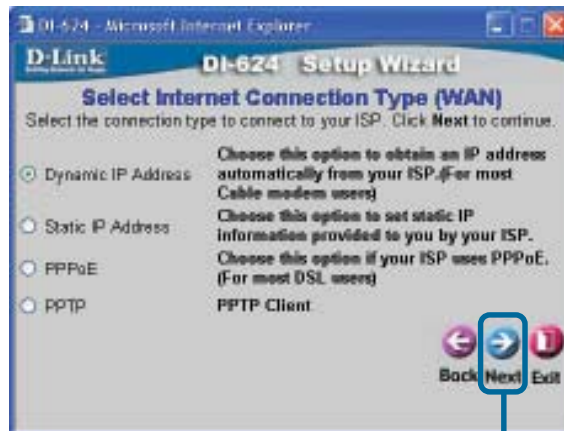 DI-624 - Microsoft Internet Explorer
D-Link
Building Networks for People
DI-624 Setup Wizard
Select Internet Connection Type (WAN)
Select the connection type to connect to your ISP. Click Next to continue.
Dynamic IP Address
Choose this option to obtain an IP address
automatically from your ISP.(For most
Cable modem users)
Static IP Address
Choose this option to set static IP
information provided to you by your ISP.
PPPoE
Choose this option if your ISP uses PPPoE.
(For most DSL users)
PPTP
PPTP Client
Back Next Exit